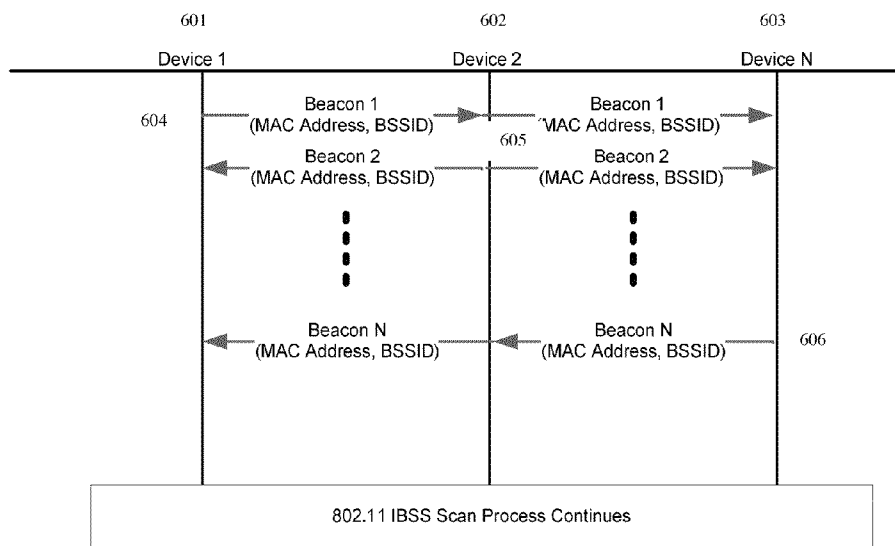 601 602 603
Device 1 Device 2 Device N
604
Beacon 1
(MAC Address, BSSID)
Beacon 1
MAC Address, BSSID)
605
Beacon 2
(MAC Address, BSSID)
Beacon 2
(MAC Address, BSSID)
Beacon N
(MAC Address, BSSID)
Beacon N
(MAC Address, BSSID)
606
802.11 IBSS Scan Process Continues